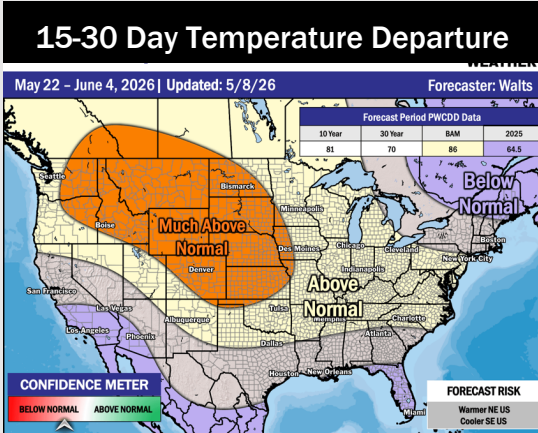 15-30 Day Temperature Departure
WEATHER
May 22 – June 4, 2026 | Updated: 5/8/26
Forecaster: Walts
Forecast Period PWCDD Data
10 Year 30 Year BAM 2025
81 70 86 64.5
Below
Normal
Seattle
Bismarck
Minneapolis
Boise
Much Above
Normal
Boston
Des Moines
Chicago
Cleveland
New York City
Denver
Indianapolis
San Francisco
Above
Normal
Las Vegas
Tulsa
Memphis
Charlotte
Los Angeles
Phoenix
Albuquerque
Atlanta
Dallas
Houston
New Orleans
Miami
CONFIDENCE METER
BELOW NORMAL ABOVE NORMAL
FORECAST RISK
Warmer NE US
Cooler SE US